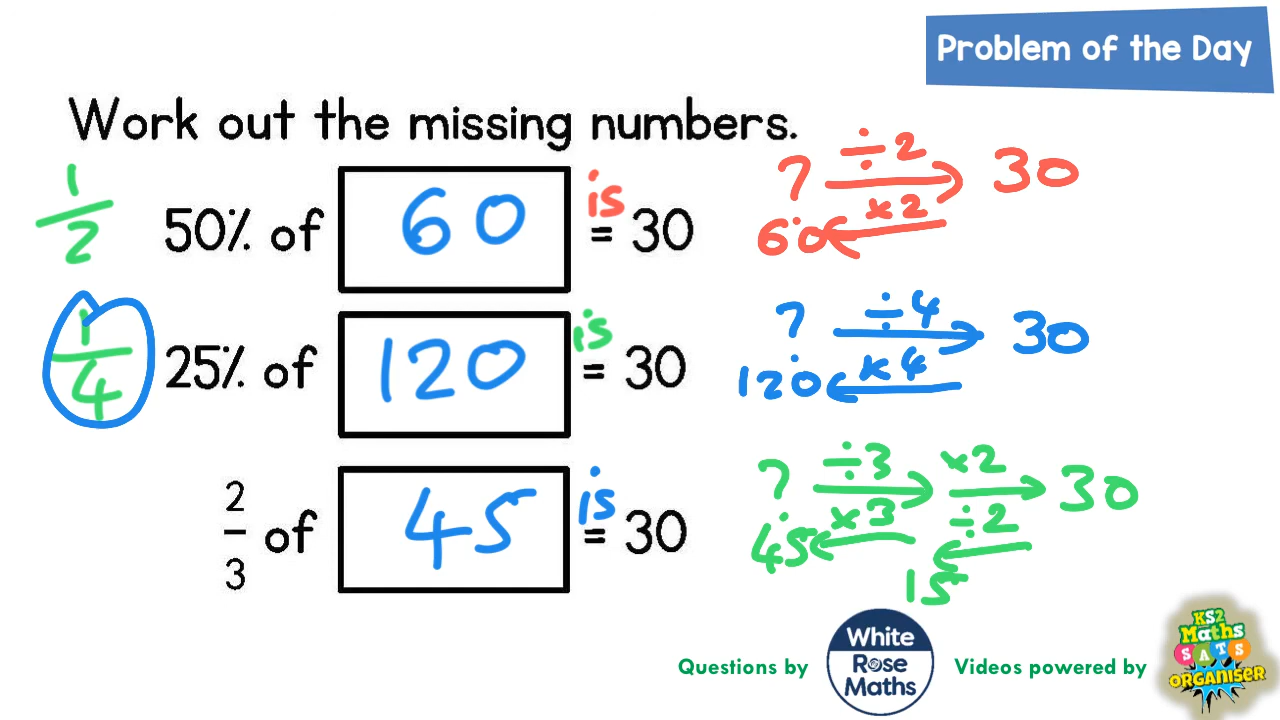 Problem of the Day
Work out the missing numbers.
1/2
50% of 60 is = 30
? ÷2 30
60 ×2
1/4
25% of 120 is = 30
? ÷4 30
120 ×4
2/3 of 45 is = 30
? ÷3 ×2 30
45 ×3 ÷2
15
Questions by
White
Rose
Maths
Videos powered by
KS2
Maths
SATS
ORGANISER